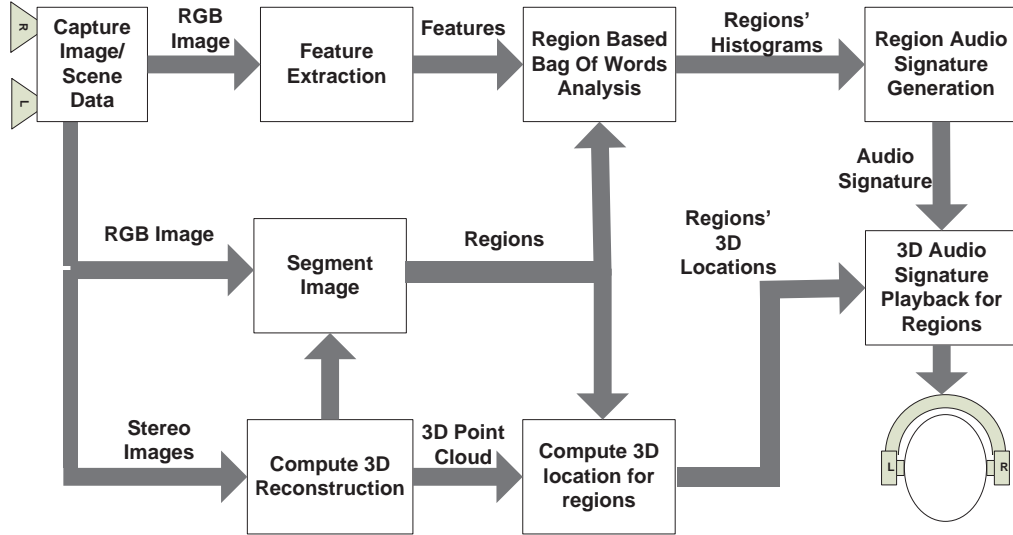 R
L
Capture
Image/
Scene
Data
RGB
Image
Feature
Extraction
Features
Region Based
Bag Of Words
Analysis
Regions'
Histograms
Region Audio
Signature
Generation
Audio
Signature
RGB Image
Segment
Image
Regions
Regions'
3D
Locations
3D Audio
Signature
Playback for
Regions
Stereo
Images
Compute 3D
Reconstruction
3D Point
Cloud
Compute 3D
location for
regions
L
R